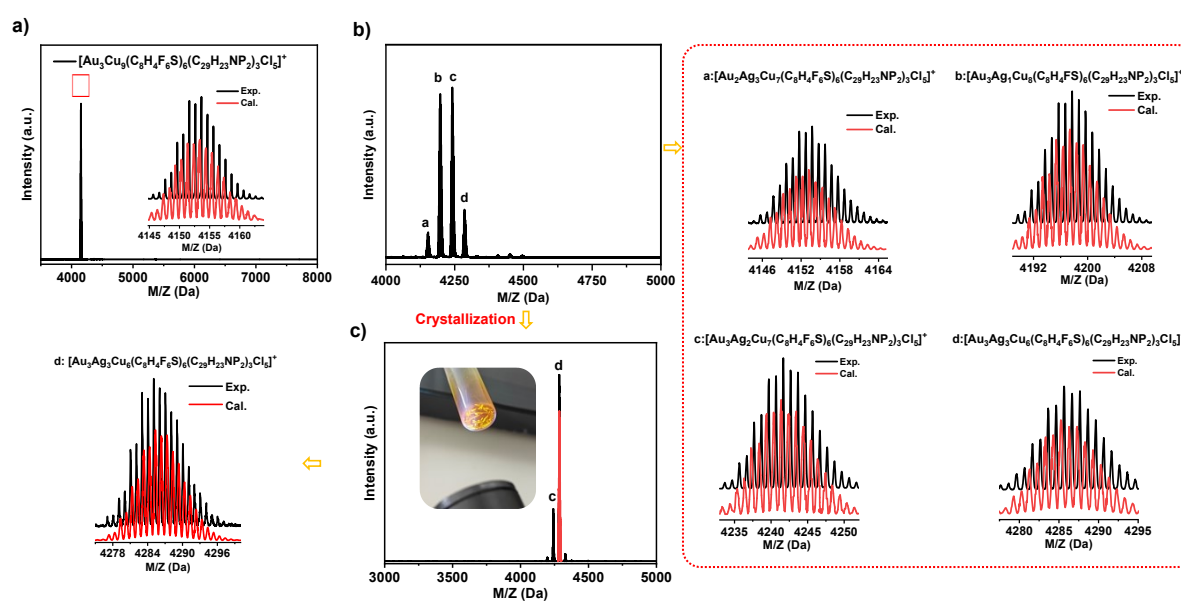 a)
[Au3Cu9(C8H4F6S)6(C29H23NP2)3Cl5]+
Exp.
Cal.
4145 4150 4155 4160
M/Z (Da)
Intensity (a.u.)
4000 5000 6000 7000 8000
M/Z (Da)
b)
a
b
c
d
Intensity (a.u.)
4000 4250 4500 4750 5000
M/Z (Da)
Crystallization
a:[Au2Ag3Cu7(C8H4F6S)6(C29H23NP2)3Cl5]+
Exp.
Cal.
4146 4152 4158 4164
M/Z (Da)
b:[Au3Ag1Cu8(C8H4FS)6(C29H23NP2)3Cl5]+
Exp.
Cal.
4192 4200 4208
M/Z (Da)
c:[Au3Ag2Cu7(C8H4F6S)6(C29H23NP2)3Cl5]+
Exp.
Cal.
4235 4240 4245 4250
M/Z (Da)
d:[Au3Ag3Cu6(C8H4F6S)6(C29H23NP2)3Cl5]
Exp.
Cal.
4280 4285 4290 4295
M/Z (Da)
c)
c
d
Intensity (a.u.)
3000 3500 4000 4500 5000
M/Z (Da)
d: [Au3Ag3Cu6(C8H4F6S)6(C29H23NP2)3Cl5]+
Exp.
Cal.
4278 4284 4290 4296
M/Z (Da)